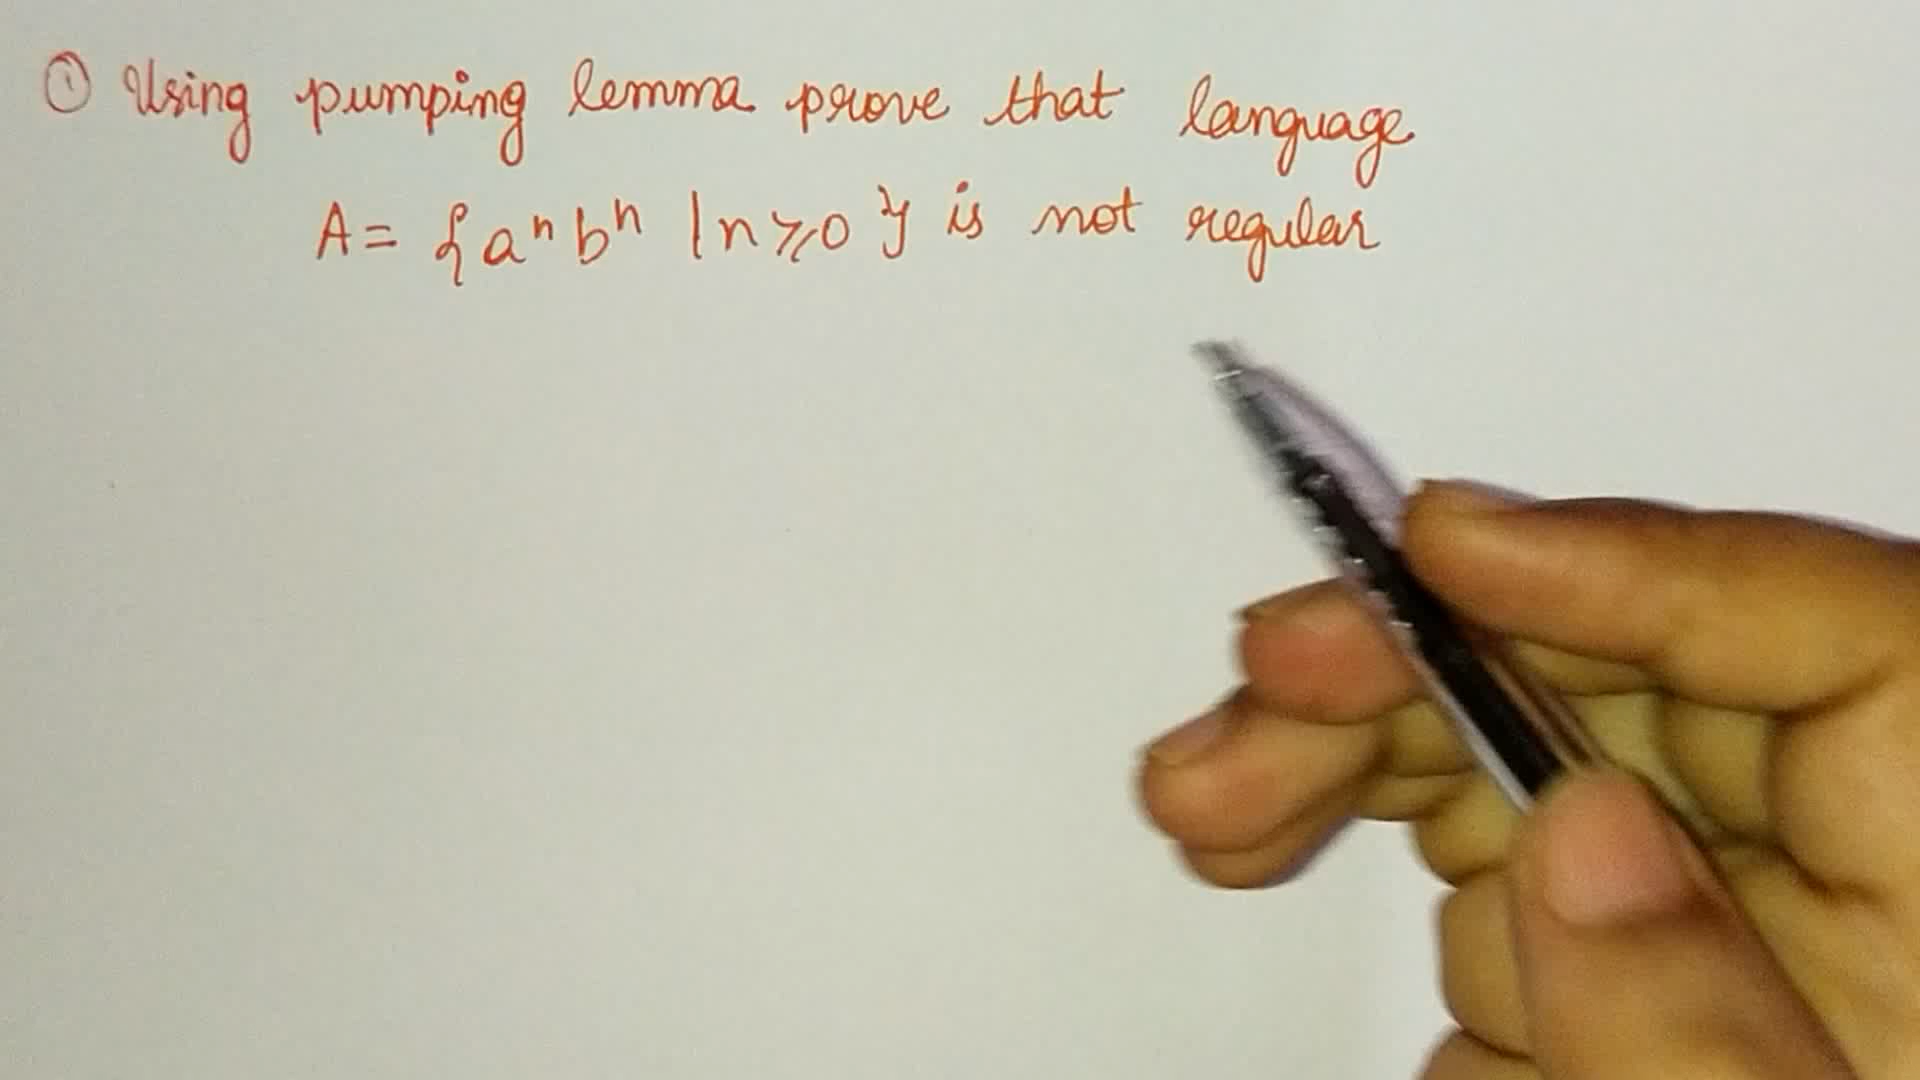 ① Using pumping lemma prove that language
A = {aⁿbⁿ | n ⩾ 0} is not regular